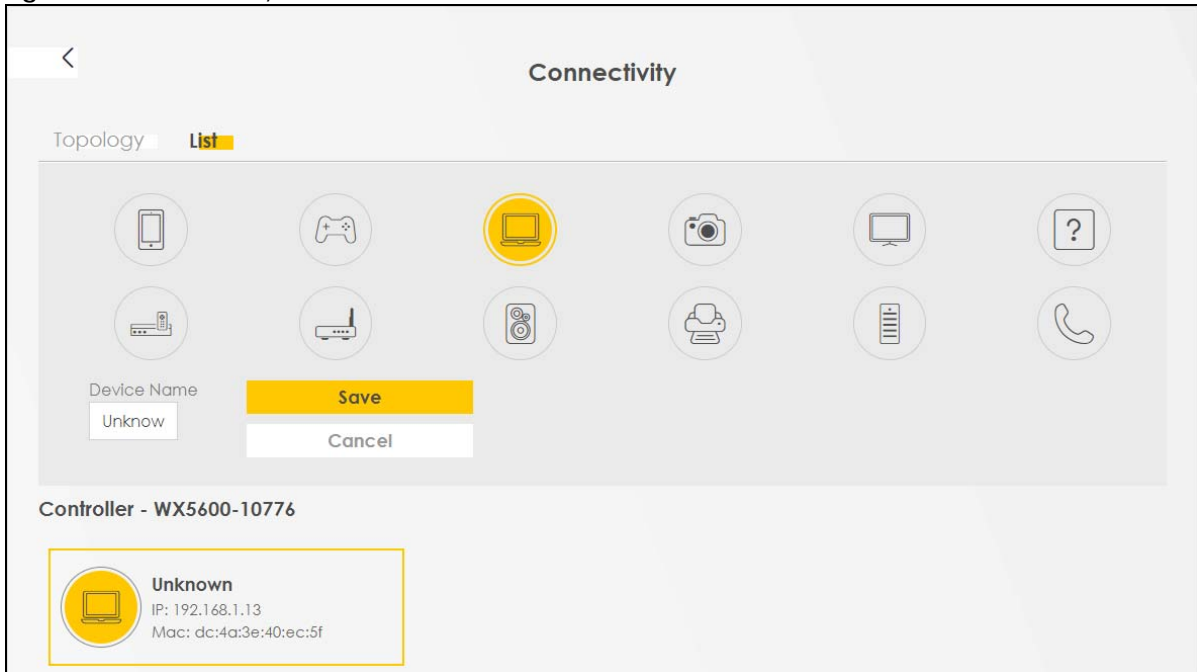 Connectivity
Topology List
?
Device Name
Save
Unknow
Cancel
Controller - WX5600-10776
Unknown
IP: 192.168.1.13
Mac: dc:4a:3e:40:ec:5f